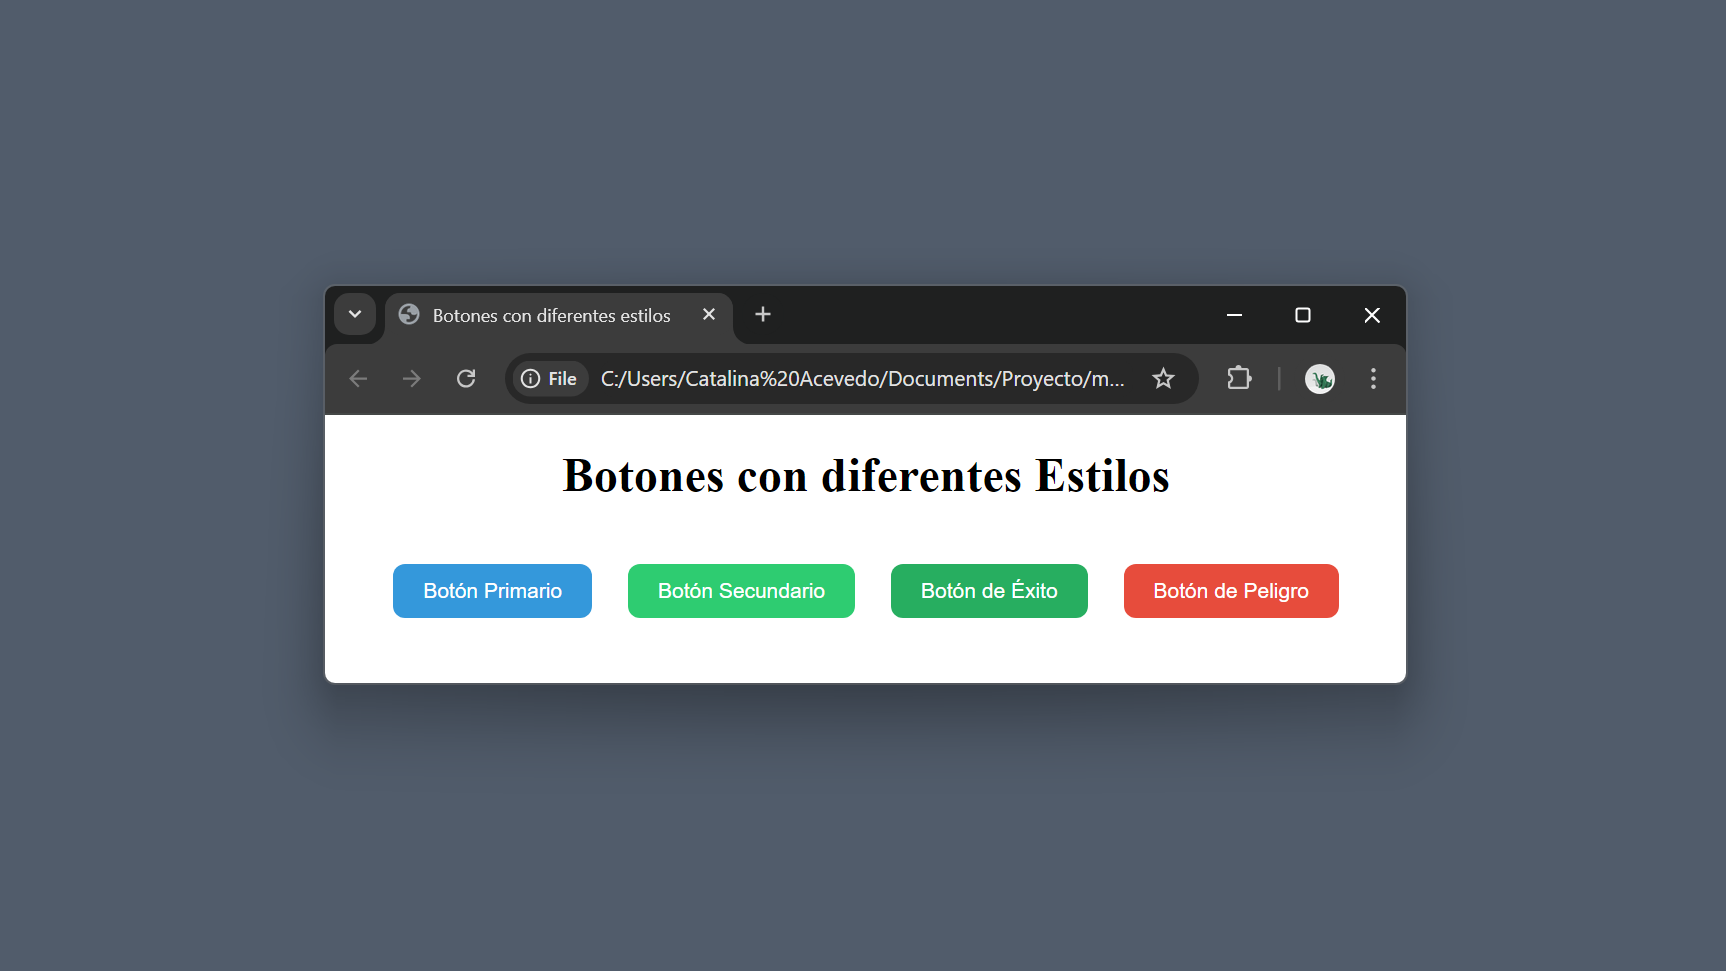 Botones con diferentes estilos
File C:/Users/Catalina%20Acevedo/Documents/Proyecto/m...
Botones con diferentes Estilos
Botón Primario Botón Secundario Botón de Éxito Botón de Peligro